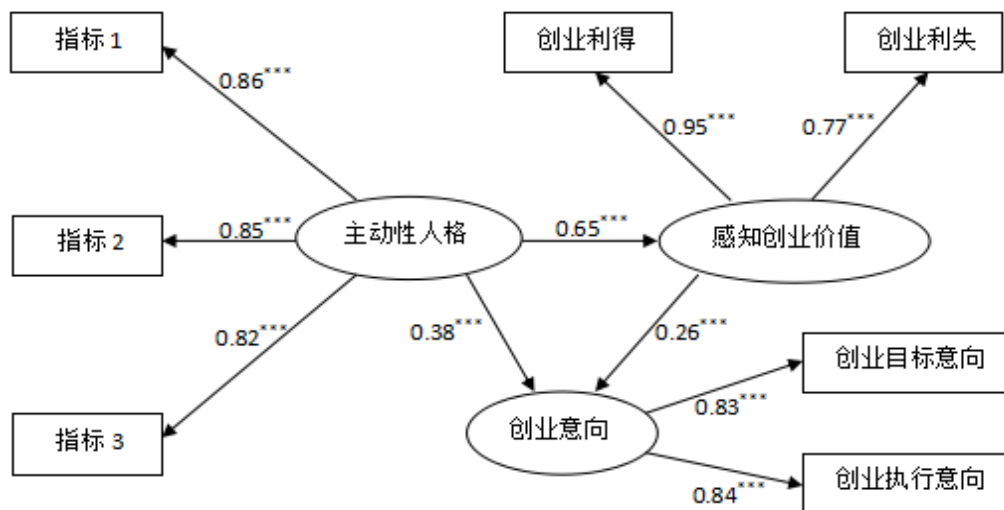 指标 1
创业利得
创业利失
0.86***
0.95***
0.77***
指标 2
0.85***
主动性人格
0.65***
感知创业价值
0.82***
0.38***
0.26***
创业目标意向
0.83***
指标 3
创业意向
0.84***
创业执行意向